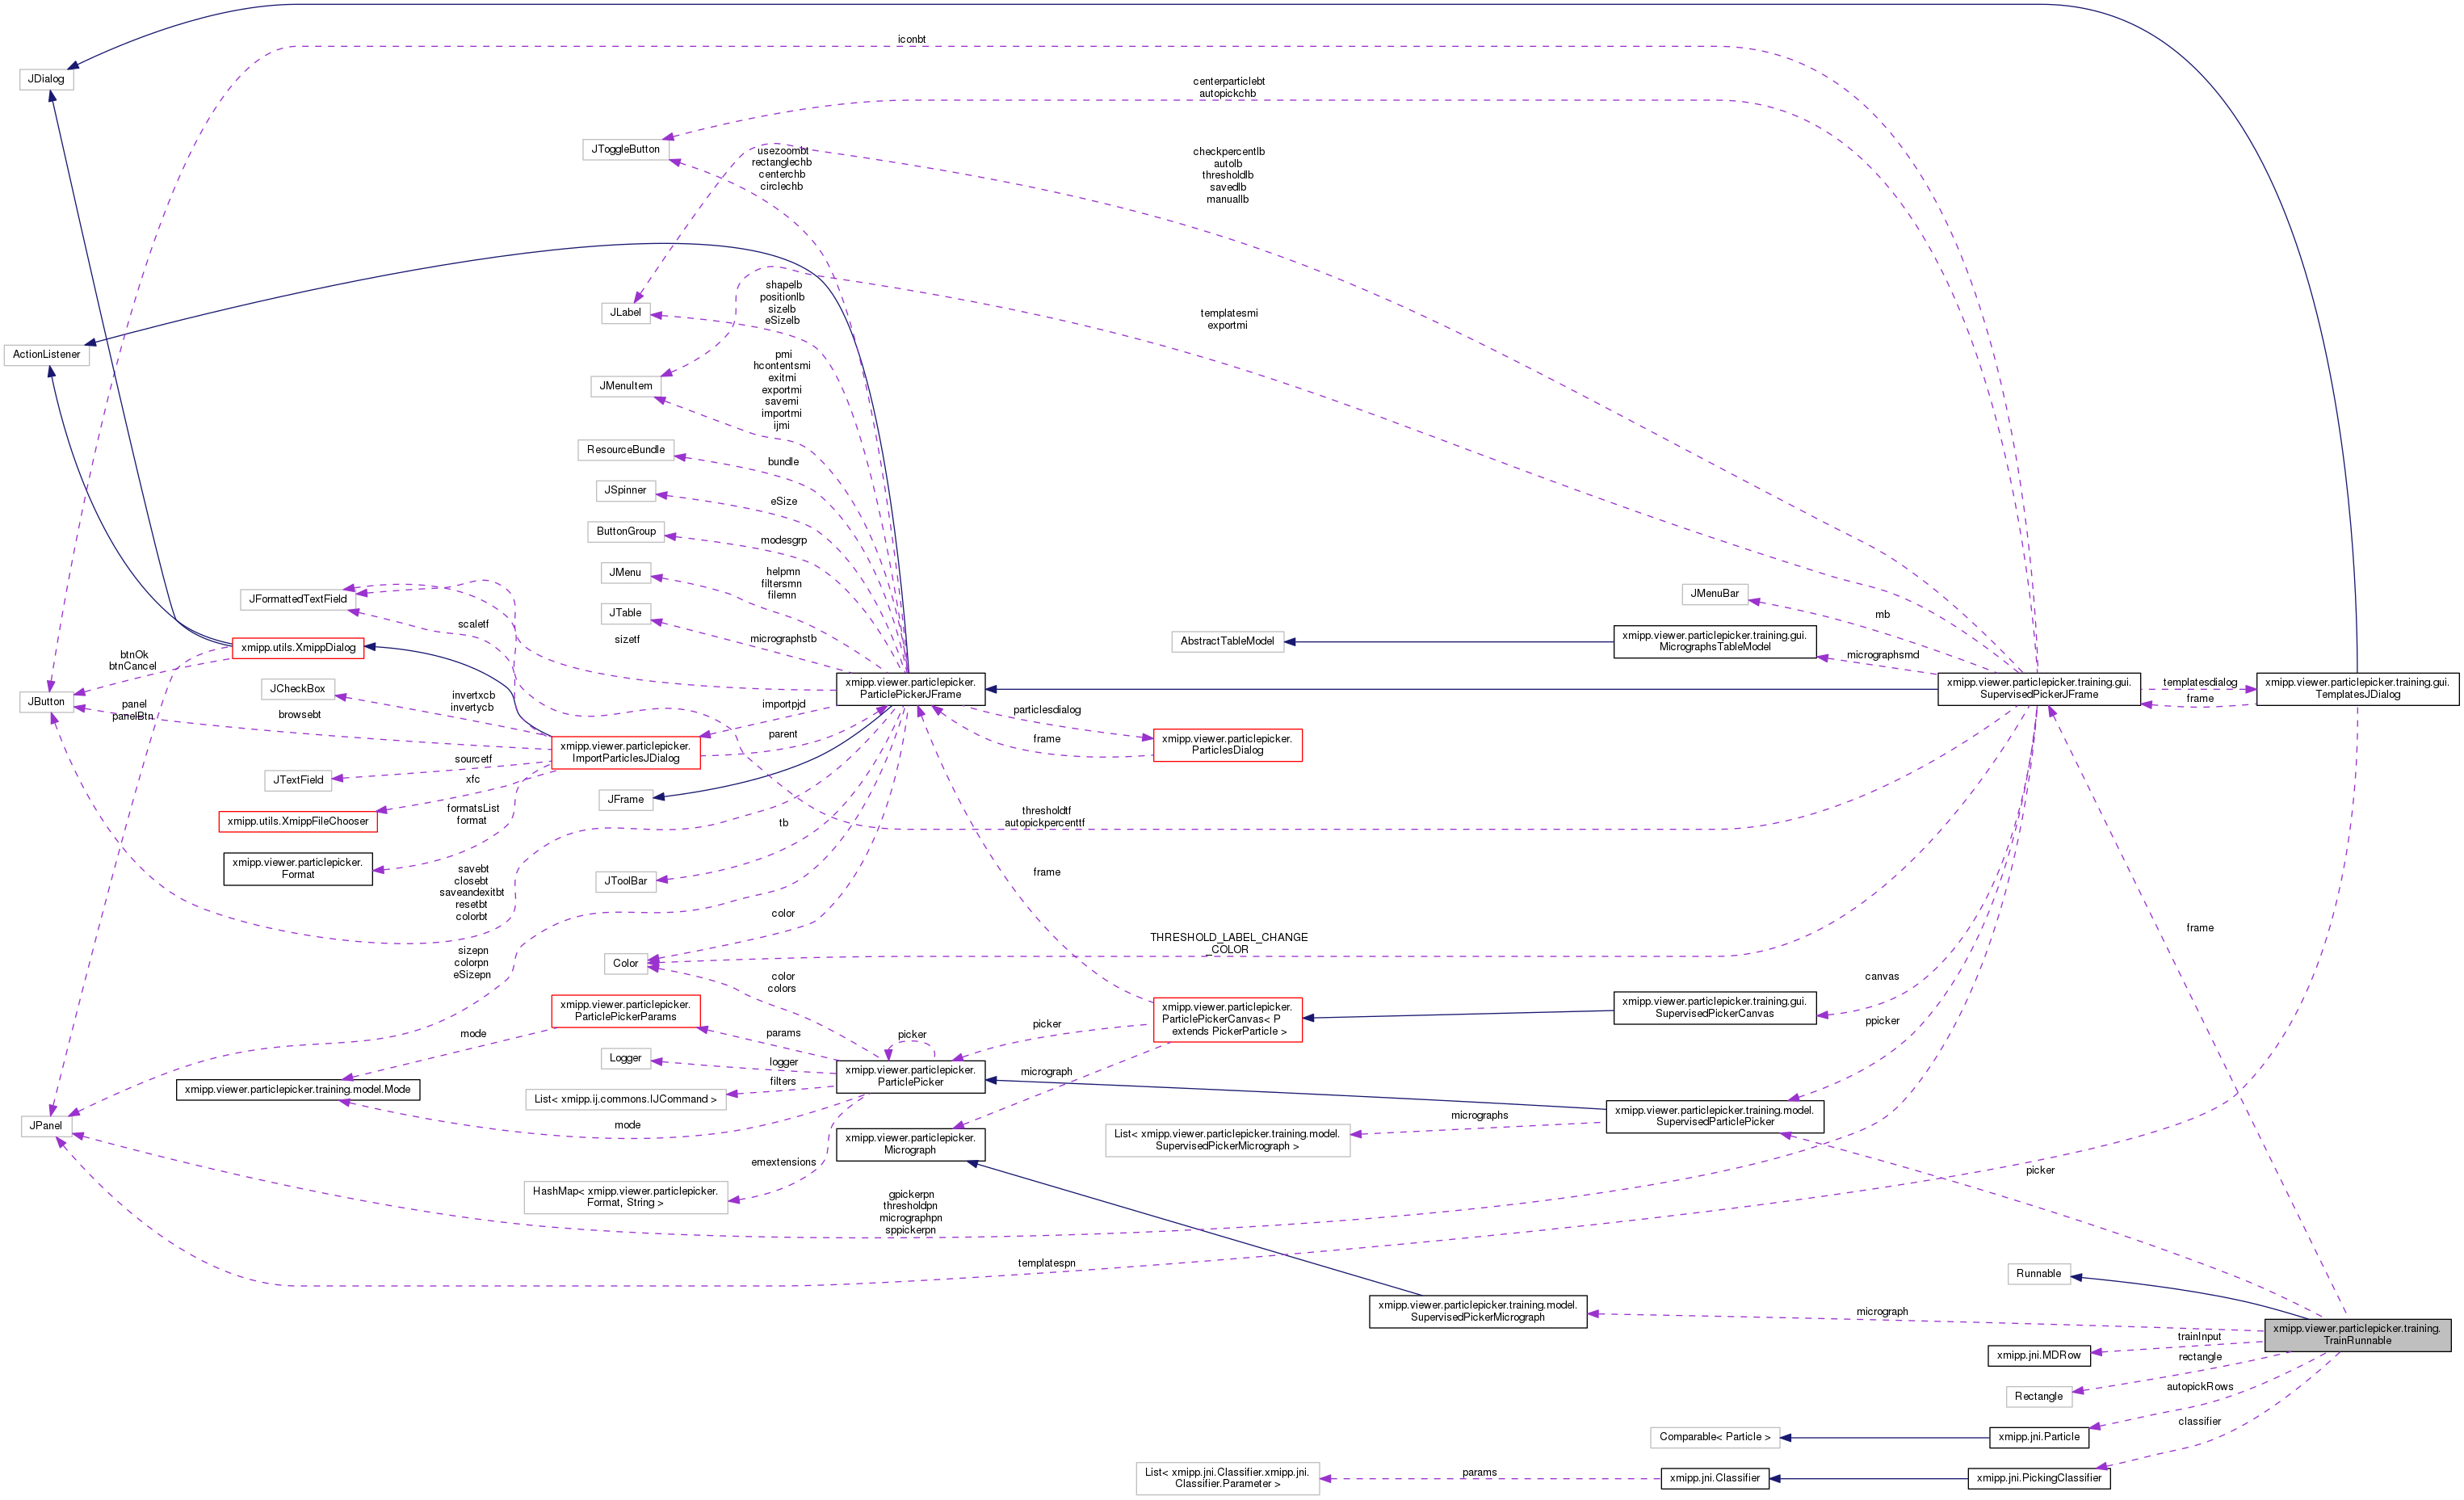 iconbt
JDialog
centerparticlebt
autopickchb
JToggleButton
usezoombt
rectanglechb
centerchb
circlechb
checkpercentlb
autolb
thresholdlb
savedlb
manuallb
shapelb
positionlb
sizelb
eSizelb
JLabel
templatesmi
exportmi
ActionListener
pmi
hcontentsmi
exitmi
exportmi
savemi
importmi
ijmi
JMenuItem
ResourceBundle
bundle
JSpinner
eSize
ButtonGroup
modesgrp
JMenu
helpmn
filtersmn
filemn
JFormattedTextField
JTable
micrographstb
scaletf
sizetf
JMenuBar
mb
AbstractTableModel
xmipp.viewer.particlepicker.training.gui.
MicrographsTableModel
micrographsmd
xmipp.utils.XmippDialog
btnOk
btnCancel
JButton
panel
panelBtn
JCheckBox
invertxcb
invertycb
browsebt
xmipp.viewer.particlepicker.
ParticlePickerJFrame
importpjd
parent
particlesdialog
frame
xmipp.viewer.particlepicker.
ParticlesDialog
xmipp.viewer.particlepicker.training.gui.
SupervisedPickerJFrame
templatesdialog
frame
xmipp.viewer.particlepicker.training.gui.
TemplatesJDialog
xmipp.viewer.particlepicker.
ImportParticlesJDialog
JTextField
sourcetf
xfc
xmipp.utils.XmippFileChooser
formatsList
format
xmipp.viewer.particlepicker.
Format
JFrame
tb
thresholdtf
autopickpercenttf
JToolBar
frame
savebt
closebt
saveandexitbt
resetbt
colorbt
color
sizepn
colorpn
eSizepn
Color
THRESHOLD_LABEL_CHANGE
_COLOR
frame
color
colors
canvas
xmipp.viewer.particlepicker.
ParticlePickerParams
mode
params
picker
xmipp.viewer.particlepicker.
ParticlePickerCanvas< P
extends PickerParticle >
picker
xmipp.viewer.particlepicker.training.gui.
SupervisedPickerCanvas
ppicker
Logger
logger
xmipp.viewer.particlepicker.
ParticlePicker
micrograph
xmipp.viewer.particlepicker.training.model.Mode
List< xmipp.ij.commons.IJCommand >
filters
JPanel
mode
micrographs
xmipp.viewer.particlepicker.training.model.
SupervisedParticlePicker
List< xmipp.viewer.particlepicker.training.model.
SupervisedPickerMicrograph >
xmipp.viewer.particlepicker.
Micrograph
emextensions
picker
HashMap< xmipp.viewer.particlepicker.
Format, String >
gpickerpn
thresholdpn
micrographpn
sppickerpn
templatespn
Runnable
xmipp.viewer.particlepicker.training.model.
SupervisedPickerMicrograph
micrograph
xmipp.viewer.particlepicker.training.
TrainRunnable
trainInput
xmipp.jni.MDRow
rectangle
Rectangle
autopickRows
classifier
Comparable< Particle >
xmipp.jni.Particle
List< xmipp.jni.Classifier.xmipp.jni.
Classifier.Parameter >
params
xmipp.jni.Classifier
xmipp.jni.PickingClassifier